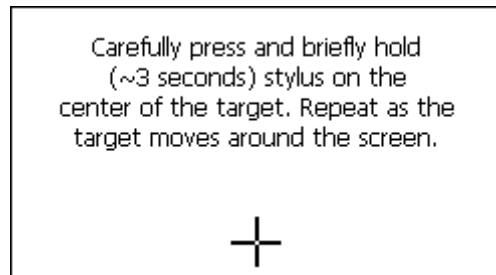 Carefully press and briefly hold
(~3 seconds) stylus on the
center of the target. Repeat as the
target moves around the screen.